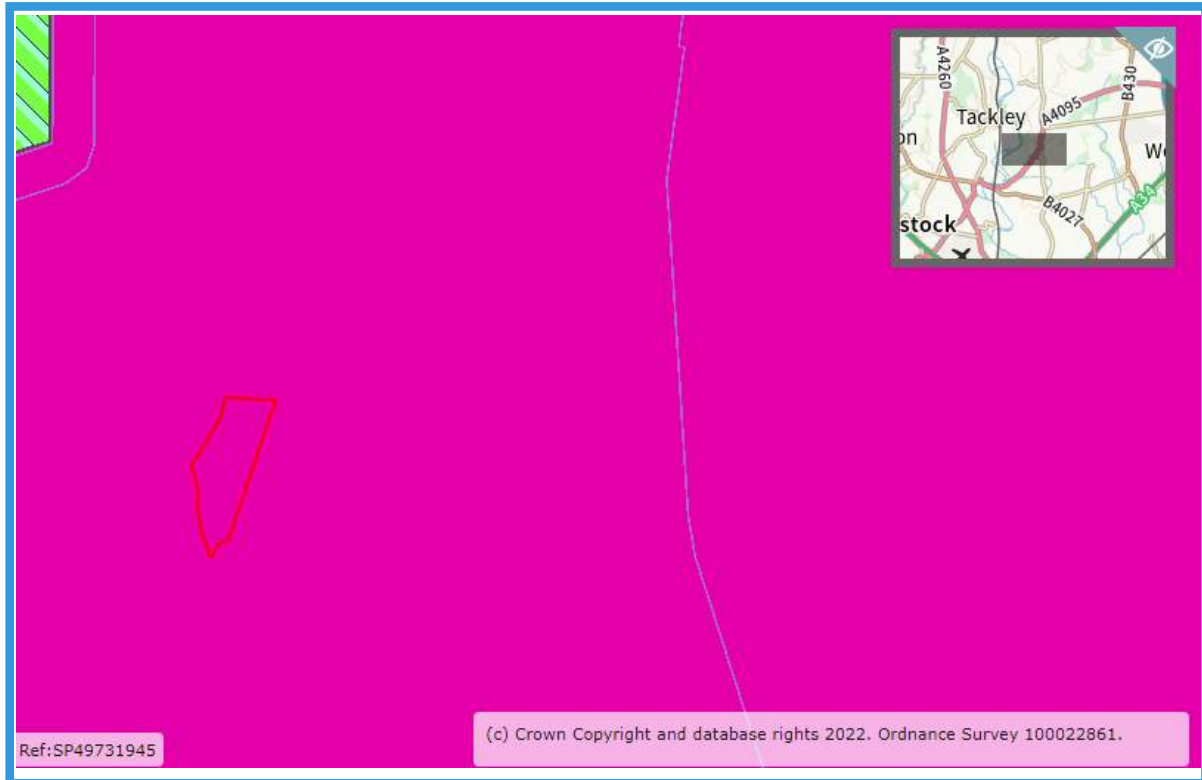 A4260
B430
Tackley
A4095
on
We
B4027
A34
stock
Ref:SP49731945
(c) Crown Copyright and database rights 2022. Ordnance Survey 100022861.